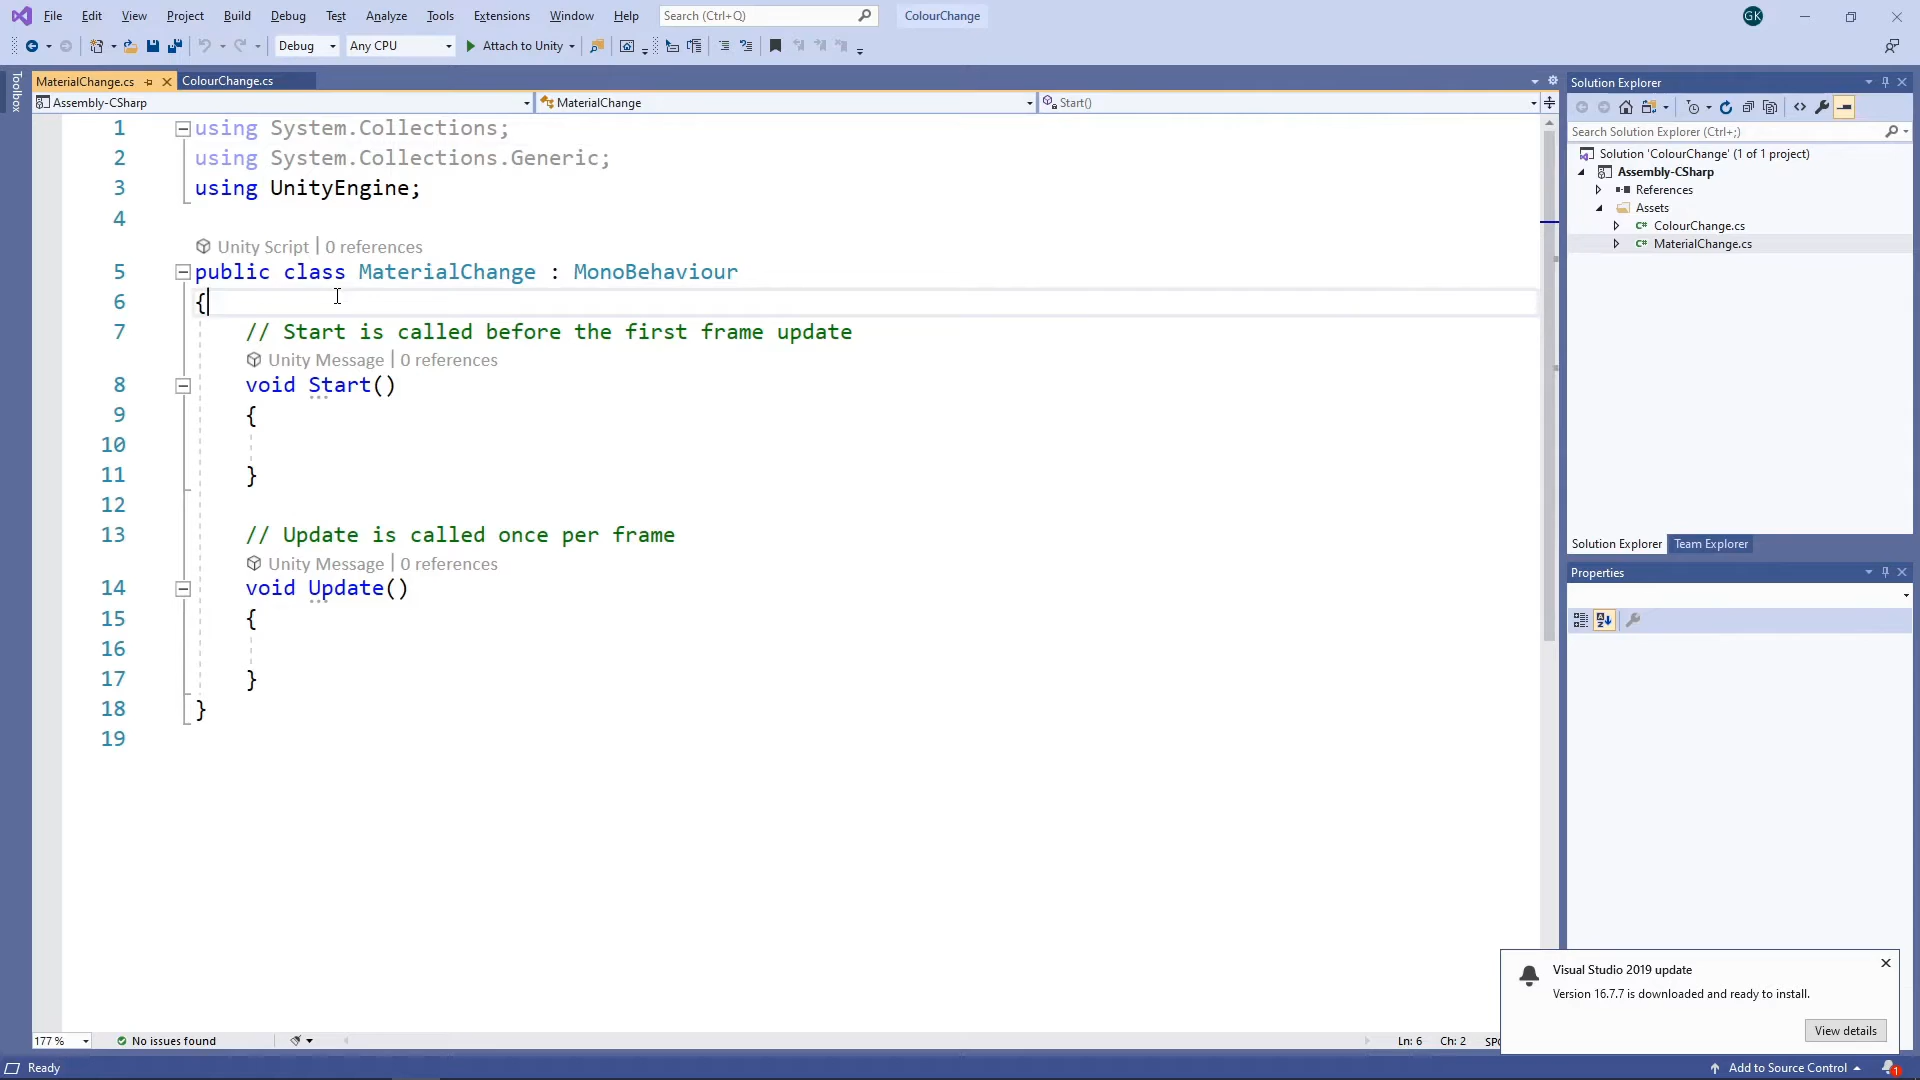 File Edit View Project Build Debug Test Analyze Tools Extensions Window Help Search (Ctrl+Q) ColourChange GK
Debug Any CPU Attach to Unity
Toolbox
MaterialChange.cs ColourChange.cs
Assembly-CSharp MaterialChange Start()
1 using System.Collections;
2 using System.Collections.Generic;
3 using UnityEngine;
4
Unity Script | 0 references
5 public class MaterialChange : MonoBehaviour
6 {
7 // Start is called before the first frame update
Unity Message | 0 references
8 void Start()
9 {
10
11 }
12
13 // Update is called once per frame
Unity Message | 0 references
14 void Update()
15 {
16
17 }
18 }
19
177 % No issues found Ln: 6 Ch: 2
Ready
Solution Explorer
Search Solution Explorer (Ctrl+;)
Solution 'ColourChange' (1 of 1 project)
Assembly-CSharp
References
Assets
C# ColourChange.cs
C# MaterialChange.cs
Solution Explorer Team Explorer
Properties
Visual Studio 2019 update
Version 16.7.7 is downloaded and ready to install.
View details
Add to Source Control 1